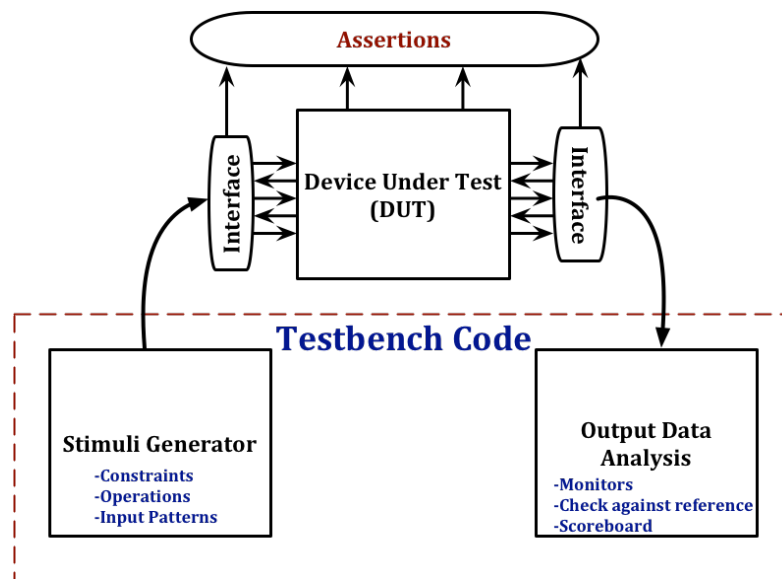 Assertions
Interface
Device Under Test
(DUT)
Interface
Testbench Code
Stimuli Generator
-Constraints
-Operations
-Input Patterns
Output Data
Analysis
-Monitors
-Check against reference
-Scoreboard